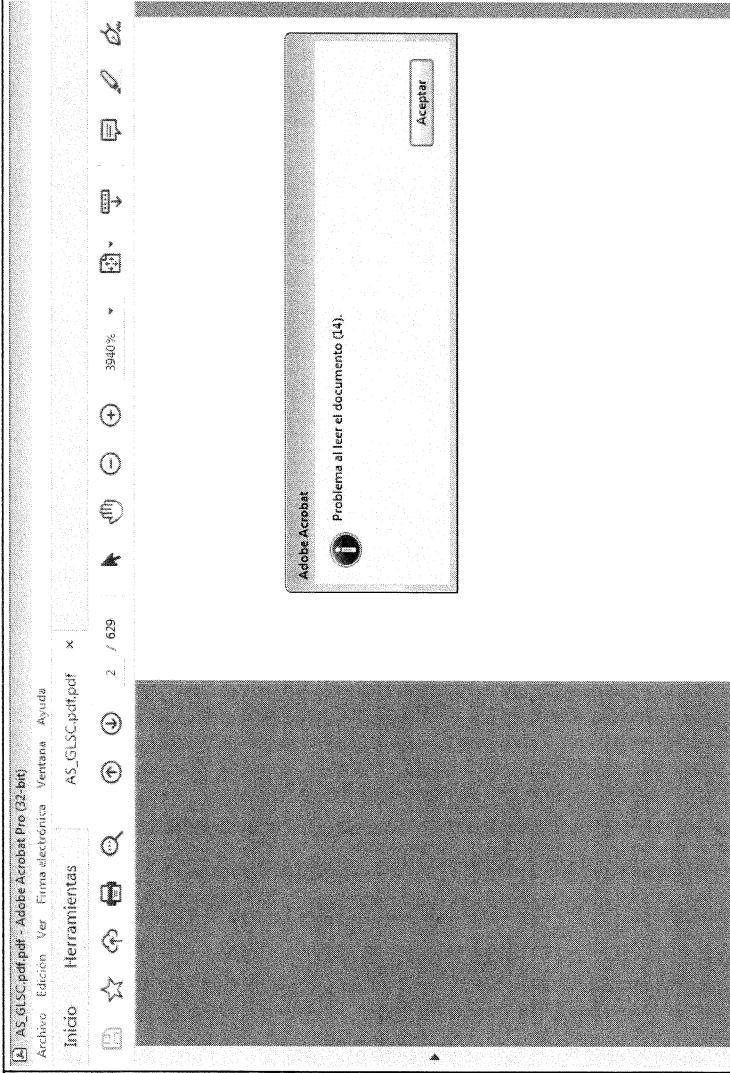 AS_GLSC.pdf.pdf - Adobe Acrobat Pro (32-bit)
Archivo Edición Ver Firma electrónica Ventana Ayuda
Inicio Herramientas AS_GLSC.pdf.pdf ×
2 / 629 3940%
Adobe Acrobat
Problema al leer el documento (14).
Aceptar